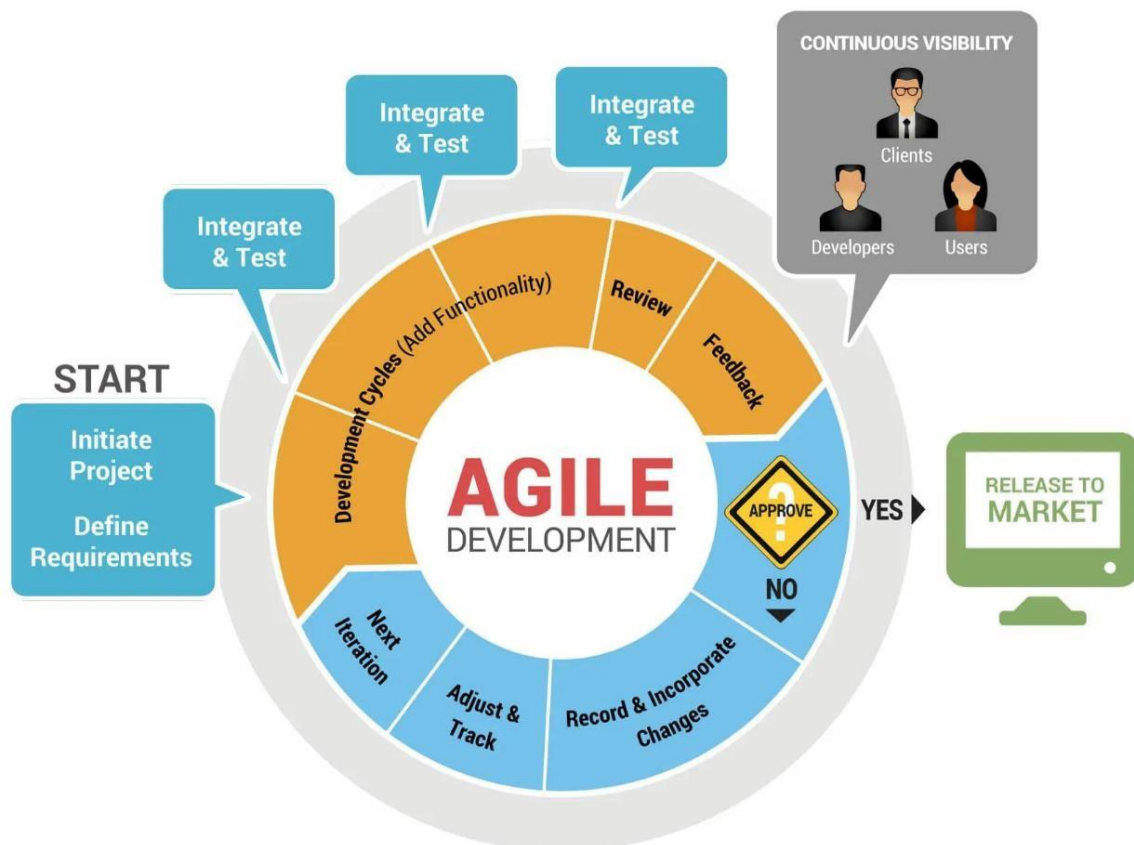 CONTINUOUS VISIBILITY
Clients
Developers
Users
Integrate
& Test
Integrate
& Test
Integrate
& Test
START
Initiate
Project
Define
Requirements
Development Cycles (Add Functionality)
Review
Feedback
AGILE
DEVELOPMENT
?
APPROVE
YES
NO
RELEASE TO
MARKET
Record & Incorporate
Changes
Adjust &
Track
Next
Iteration